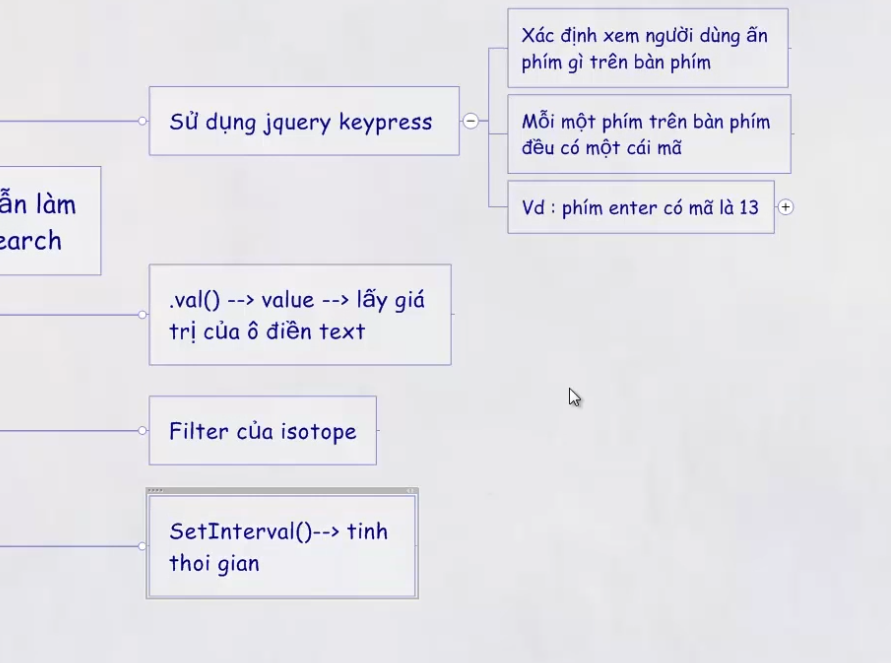 Xác định xem người dùng ấn
phím gì trên bàn phím
Sử dụng jquery keypress
Mỗi một phím trên bàn phím
đều có một cái mã
Vd : phím enter có mã là 13
ẫn làm
earch
.val() --> value --> lấy giá
trị của ô điền text
Filter của isotope
SetInterval()--> tinh
thoi gian